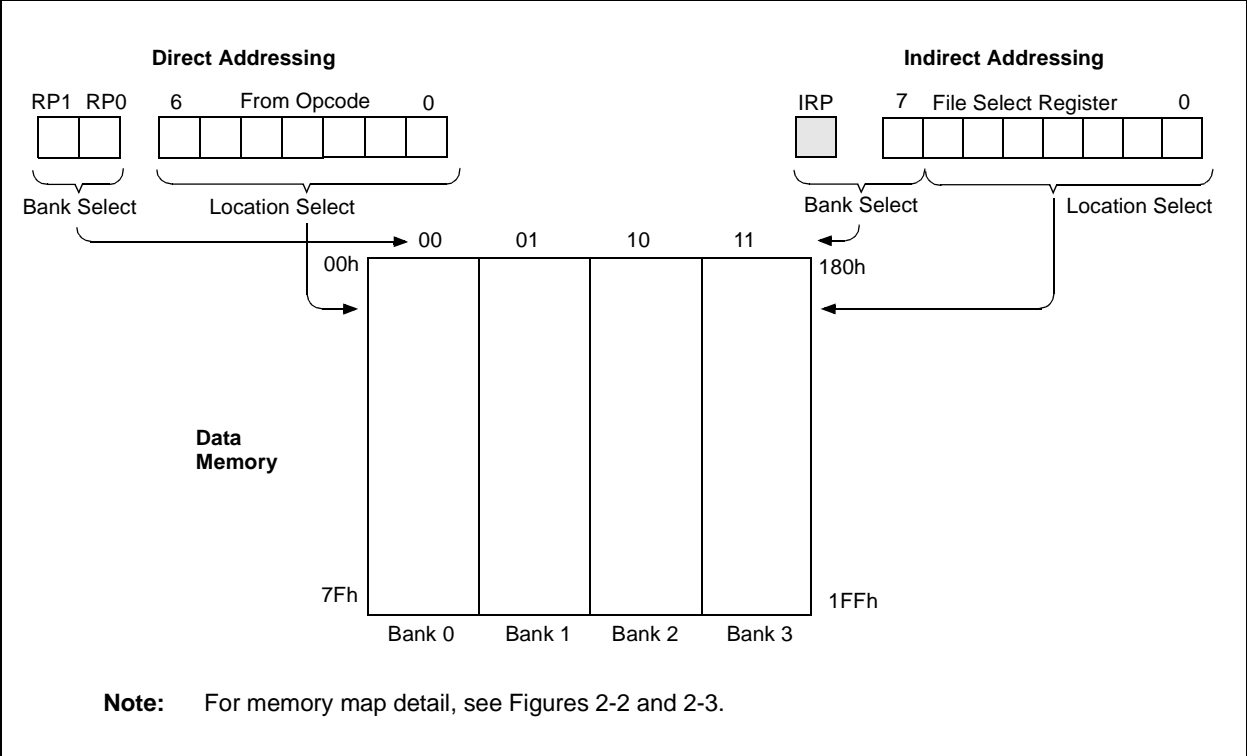 Direct Addressing
Indirect Addressing
RP1 RP0 6 From Opcode 0
IRP 7 File Select Register 0
Bank Select Location Select
Bank Select Location Select
00 01 10 11
00h 180h
Data
Memory
7Fh 1FFh
Bank 0 Bank 1 Bank 2 Bank 3
Note: For memory map detail, see Figures 2-2 and 2-3.